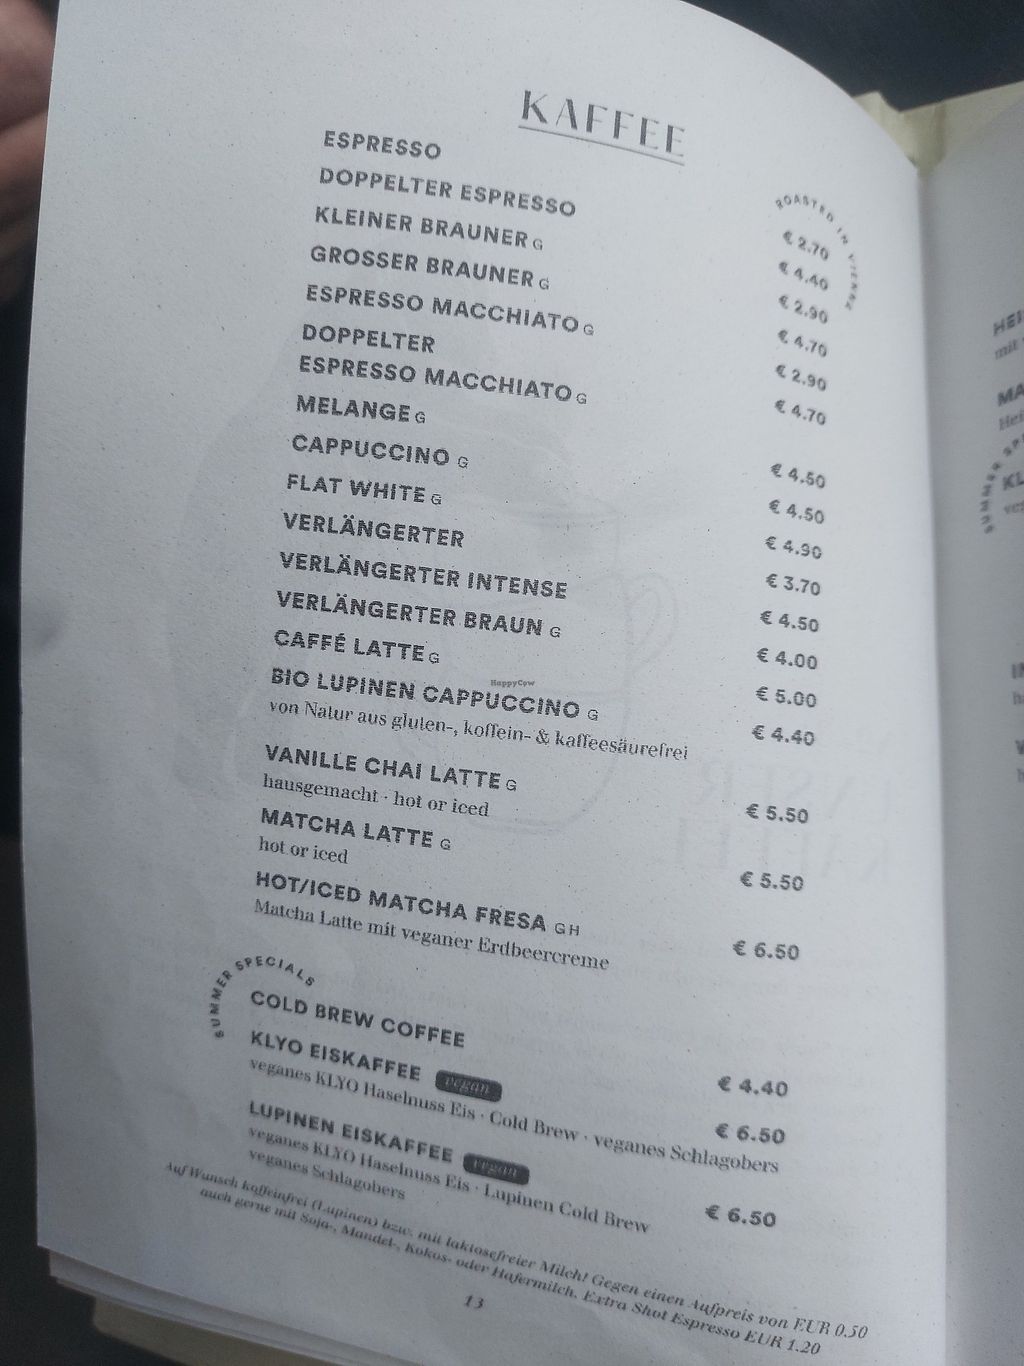 KAFFEE
ROASTED IN VIENNA
ESPRESSO € 2.70
DOPPELTER ESPRESSO € 4.40
KLEINER BRAUNER G € 2.90
GROSSER BRAUNER G € 4.70
ESPRESSO MACCHIATO G € 2.90
DOPPELTER
ESPRESSO MACCHIATO G € 4.70
MELANGE G € 4.50
CAPPUCCINO G € 4.50
FLAT WHITE G € 4.90
VERLÄNGERTER € 3.70
VERLÄNGERTER INTENSE € 4.50
VERLÄNGERTER BRAUN G € 4.00
CAFFÉ LATTE G € 5.00
BIO LUPINEN CAPPUCCINO G € 4.40
von Natur aus gluten-, koffein- & kaffeesäurefrei
VANILLE CHAI LATTE G € 5.50
hausgemacht · hot or iced
MATCHA LATTE G € 5.50
hot or iced
HOT/ICED MATCHA FRESA GH € 6.50
Matcha Latte mit veganer Erdbeercreme
SUMMER SPECIALS
COLD BREW COFFEE € 4.40
KLYO EISKAFFEE vegan € 6.50
veganes KLYO Haselnuss Eis · Cold Brew · veganes Schlagobers
LUPINEN EISKAFFEE vegan € 6.50
veganes KLYO Haselnuss Eis · Lupinen Cold Brew
veganes Schlagobers
Auf Wunsch koffeinfrei (Lupinen) bzw. mit laktosefreier Milch! Gegen einen Aufpreis von EUR 0.50
auch gerne mit Soja-, Mandel-, Kokos- oder Hafermilch. Extra Shot Espresso EUR 1.20
13
HappyCow